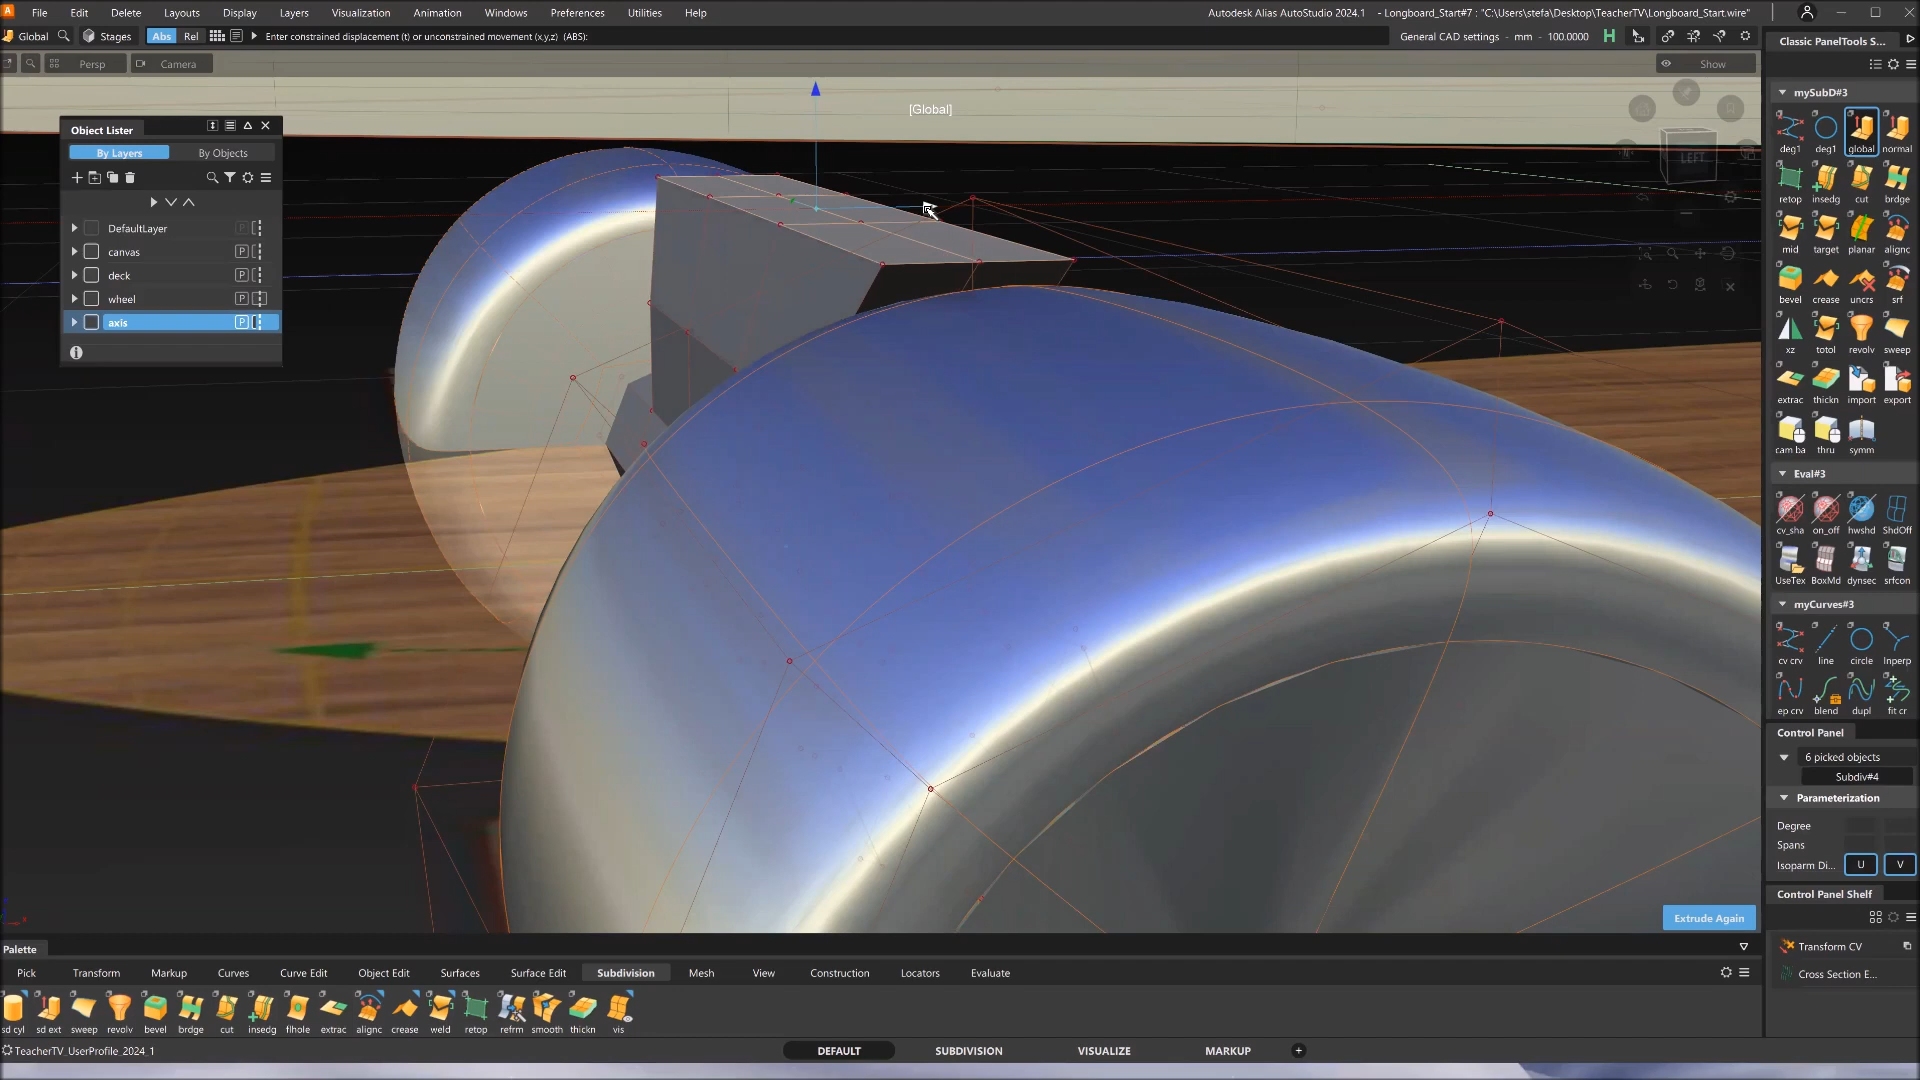 File Edit Delete Layouts Display Layers Visualization Animation Windows Preferences Utilities Help
Autodesk Alias AutoStudio 2024.1 - Longboard_Start#7 : "C:\Users\stefa\Desktop\TeacherTV\Longboard_Start.wire"
Global Stages Abs Rel Enter constrained displacement (t) or unconstrained movement (x,y,z) (ABS):
General CAD settings - mm - 100.0000 H
Classic PanelTools S...
Persp Camera Show
[Global]
LEFT
Object Lister
By Layers By Objects
DefaultLayer
canvas P
deck P
wheel P
axis P
mySubD#3
deg1 deg1 global normal
retop insedg cut brdge
mid target planar alignc
bevel crease uncrs srf
xz totol revolv sweep
extrac thickn import export
cam ba thru symm
Eval#3
cv_sha on_off hwshd ShdOff
UseTex BoxMd dynsec srfcon
myCurves#3
cv crv line circle lnperp
ep crv blend dupl fit cr
Control Panel
6 picked objects
Subdiv#4
Parameterization
Degree
Spans
Isoparm Di... U V
Control Panel Shelf
Transform CV
Cross Section E...
Extrude Again
Palette
Pick Transform Markup Curves Curve Edit Object Edit Surfaces Surface Edit Subdivision Mesh View Construction Locators Evaluate
sd cyl sd ext sweep revolv bevel brdge cut insedg flhole extrac alignc crease weld retop refrm smooth thickn vis
TeacherTV_UserProfile_2024_1
DEFAULT SUBDIVISION VISUALIZE MARKUP